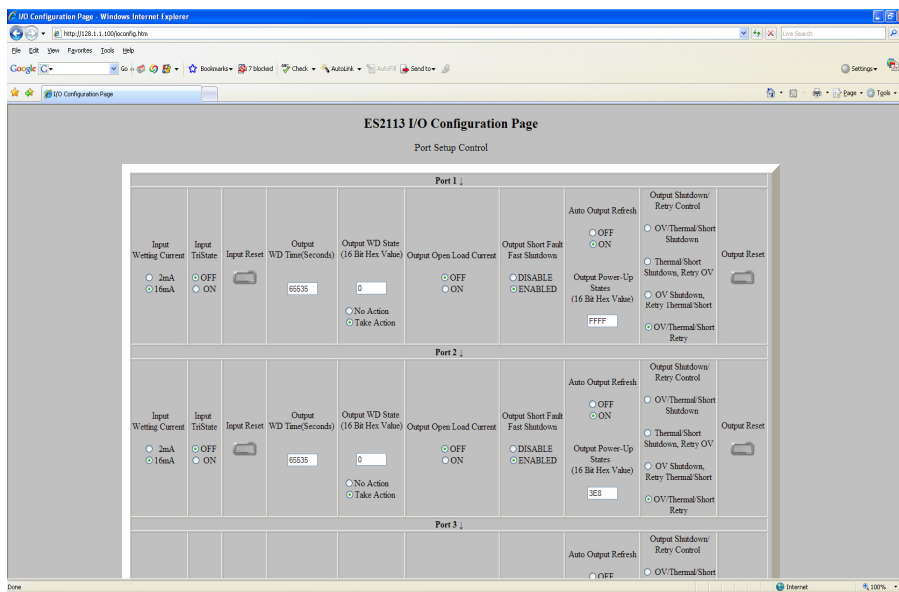 I/O Configuration Page - Windows Internet Explorer
http://128.1.1.100/ioconfig.htm
Live Search
File Edit View Favorites Tools Help
Google G Go Bookmarks 7 blocked Check AutoLink AutoFill Send to Settings
I/O Configuration Page
Page Tools
ES2113 I/O Configuration Page
Port Setup Control
Port 1 ↓
Input
Wetting Current
2mA
16mA
Input
TriState
OFF
ON
Input Reset
Output
WD Time(Seconds)
65535
Output WD State
(16 Bit Hex Value)
0
No Action
Take Action
Output Open Load Current
OFF
ON
Output Short Fault
Fast Shutdown
DISABLE
ENABLED
Auto Output Refresh
OFF
ON
Output Power-Up
States
(16 Bit Hex Value)
FFFF
Output Shutdown/
Retry Control
OV/Thermal/Short
Shutdown
Thermal/Short
Shutdown, Retry OV
OV Shutdown,
Retry Thermal/Short
OV/Thermal/Short
Retry
Output Reset
Port 2 ↓
Input
Wetting Current
2mA
16mA
Input
TriState
OFF
ON
Input Reset
Output
WD Time(Seconds)
65535
Output WD State
(16 Bit Hex Value)
0
No Action
Take Action
Output Open Load Current
OFF
ON
Output Short Fault
Fast Shutdown
DISABLE
ENABLED
Auto Output Refresh
OFF
ON
Output Power-Up
States
(16 Bit Hex Value)
3E8
Output Shutdown/
Retry Control
OV/Thermal/Short
Shutdown
Thermal/Short
Shutdown, Retry OV
OV Shutdown,
Retry Thermal/Short
OV/Thermal/Short
Retry
Output Reset
Port 3 ↓
Auto Output Refresh
OFF
Output Shutdown/
Retry Control
OV/Thermal/Short
Done
Internet
100%